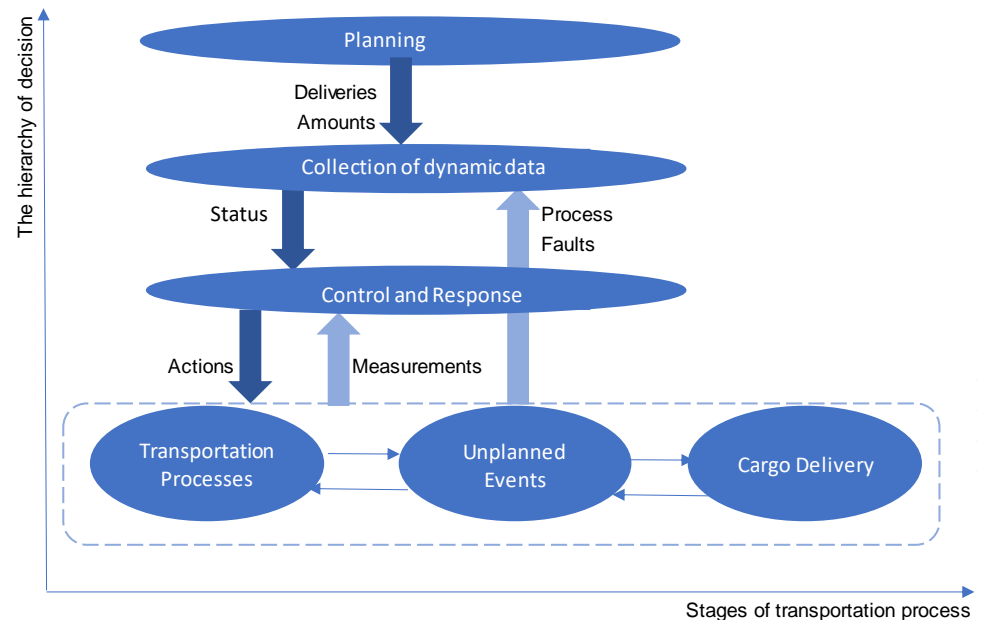 The hierarchy of decision
Planning
Deliveries
Amounts
Collection of dynamic data
Status
Process
Faults
Control and Response
Actions
Measurements
Transportation
Processes
Unplanned
Events
Cargo Delivery
Stages of transportation process